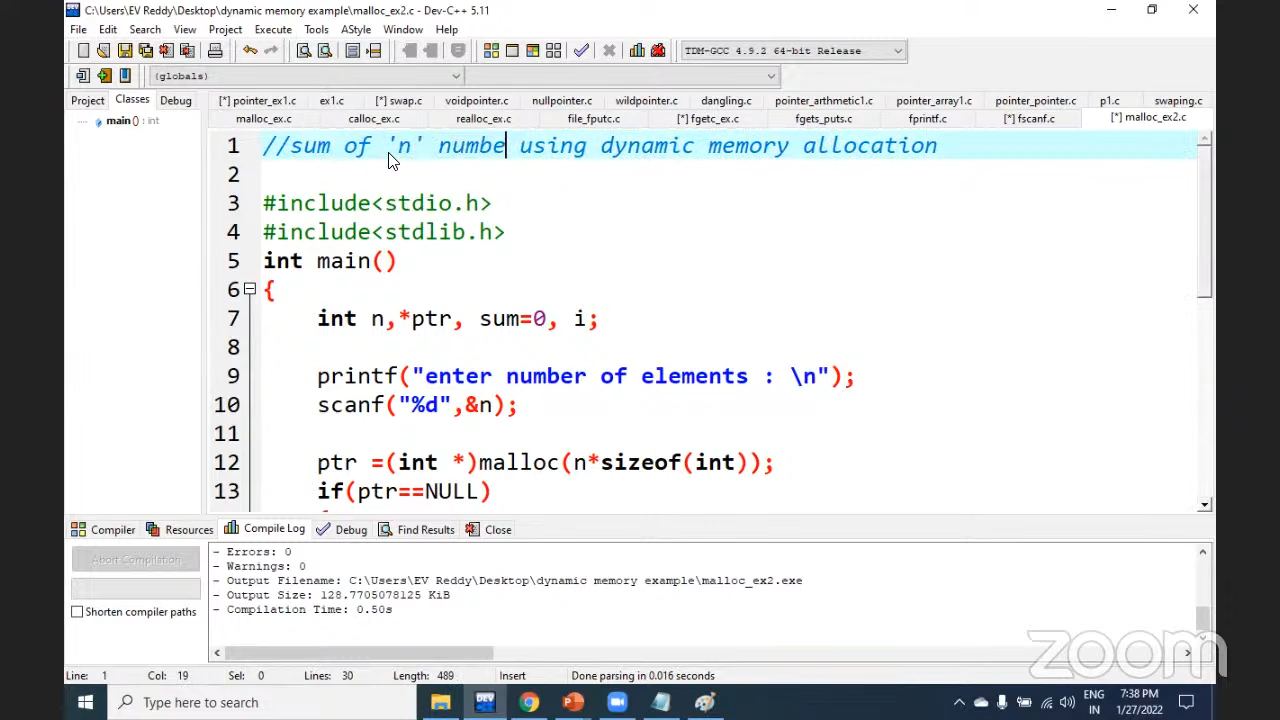 C:\Users\EV Reddy\Desktop\dynamic memory example\malloc_ex2.c - Dev-C++ 5.11
File Edit Search View Project Execute Tools AStyle Window Help
TDM-GCC 4.9.2 64-bit Release
(globals)
Project Classes Debug
[*] pointer_ex1.c ex1.c [*] swap.c voidpointer.c nullpointer.c wildpointer.c dangling.c pointer_arthmetic1.c pointer_array1.c pointer_pointer.c p1.c swaping.c
malloc_ex.c calloc_ex.c realloc_ex.c file_fputc.c [*] fgetc_ex.c fgets_puts.c fprintf.c [*] fscanf.c [*] malloc_ex2.c
main () : int
1 //sum of 'n' numbe using dynamic memory allocation
2
3 #include<stdio.h>
4 #include<stdlib.h>
5 int main()
6 {
7 int n,*ptr, sum=0, i;
8
9 printf("enter number of elements : \n");
10 scanf("%d",&n);
11
12 ptr =(int *)malloc(n*sizeof(int));
13 if(ptr==NULL)
Compiler Resources Compile Log Debug Find Results Close
Abort Compilation
Shorten compiler paths
- Errors: 0
- Warnings: 0
- Output Filename: C:\Users\EV Reddy\Desktop\dynamic memory example\malloc_ex2.exe
- Output Size: 128.7705078125 KiB
- Compilation Time: 0.50s
zoom
Line: 1 Col: 19 Sel: 0 Lines: 30 Length: 489 Insert Done parsing in 0.016 seconds
Type here to search
DEV
ENG
IN
7:38 PM
1/27/2022